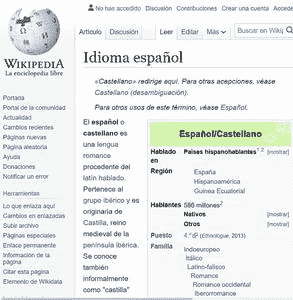 No has accedido Discusión Contribuciones Crear una cuenta Acceder
Artículo Discusión Leer Editar Más Buscar en Wikip
WIKIPEDIA
La enciclopedia libre
Portada
Portal de la comunidad
Actualidad
Cambios recientes
Páginas nuevas
Página aleatoria
Ayuda
Donaciones
Notificar un error
Herramientas
Lo que enlaza aquí
Cambios en enlazadas
Subir archivo
Páginas especiales
Enlace permanente
Información de la
página
Citar esta página
Elemento de Wikidata
Idioma español
«Castellano» redirige aquí. Para otras acepciones, véase
Castellano (desambiguación).
Para otros usos de este término, véase Español.
El español o
castellano es
una lengua
romance
procedente del
latín hablado.
Pertenece al
grupo ibérico y es
originaria de
Castilla, reino
medieval de la
península ibérica.
Se conoce
también
informalmente
como "castilla"
Español/Castellano
Hablado en Países hispanohablantes [mostrar]
Región España
Hispanoamérica
Guinea Ecuatorial
Hablantes 586 millones²
Nativos [mostrar]
Otros [mostrar]
Puesto 4.º (Ethnologue, 2013)
Familia
Indoeuropeo
Itálico
Latino-falisco
Romance
Romance occidental
Iberorromance